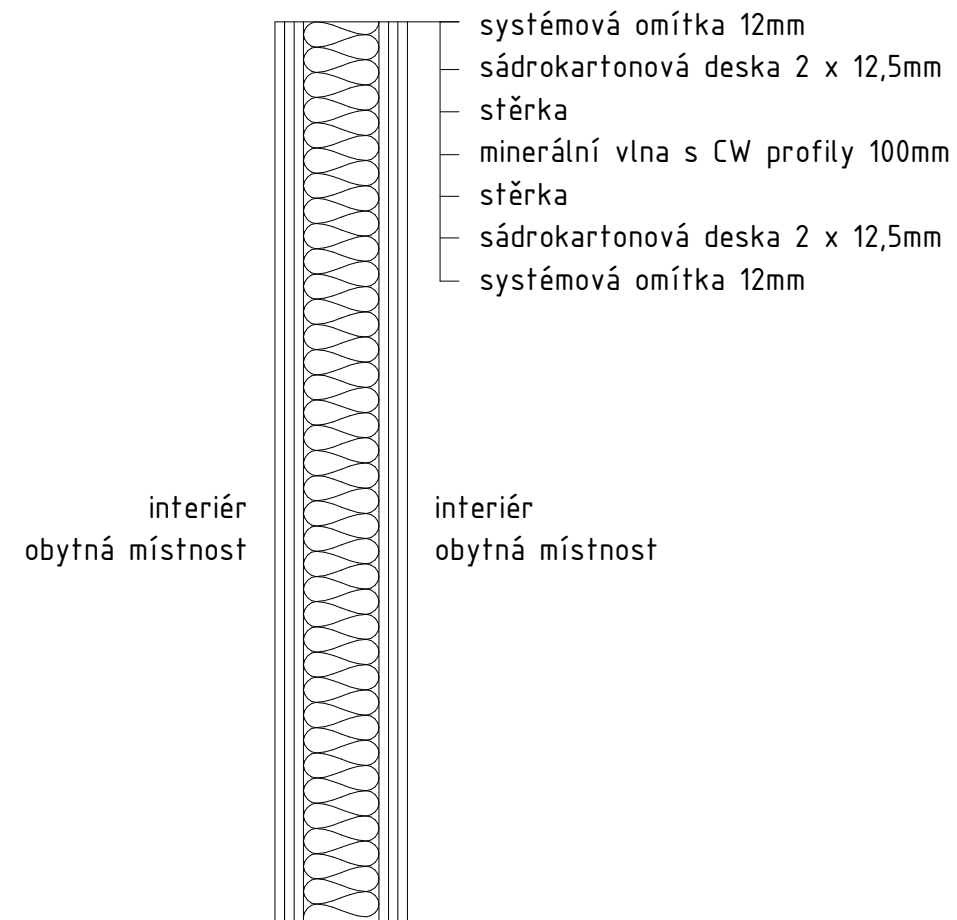 systémová omítka 12mm
sádrokartonová deska 2 x 12,5mm
stěrka
minerální vlna s CW profily 100mm
stěrka
sádrokartonová deska 2 x 12,5mm
systémová omítka 12mm
interiér
obytná místnost
interiér
obytná místnost